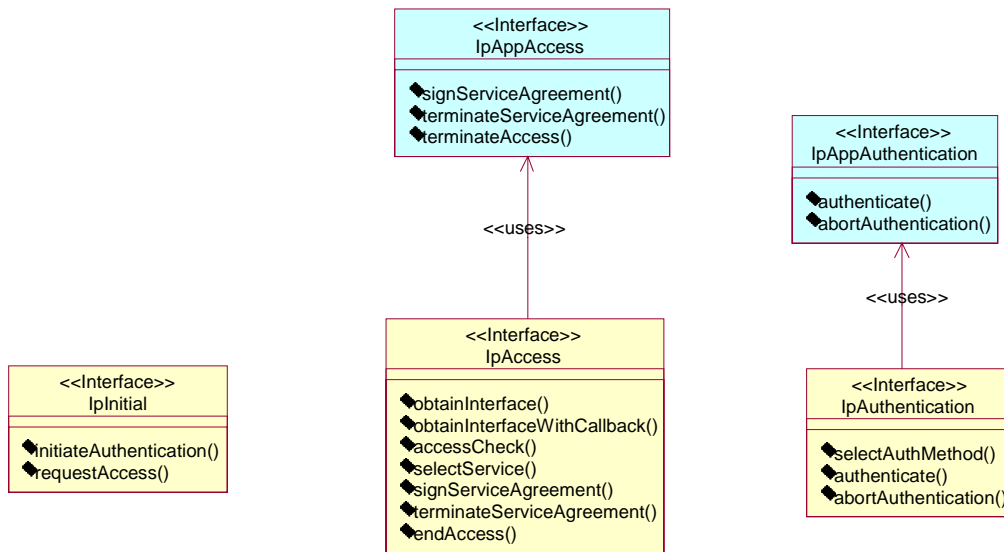 <<Interface>>
IpAppAccess
signServiceAgreement()
terminateServiceAgreement()
terminateAccess()
<<Interface>>
IpAppAuthentication
authenticate()
abortAuthentication()
<<uses>>
<<uses>>
<<Interface>>
IpInitial
initiateAuthentication()
requestAccess()
<<Interface>>
IpAccess
obtainInterface()
obtainInterfaceWithCallback()
accessCheck()
selectService()
signServiceAgreement()
terminateServiceAgreement()
endAccess()
<<Interface>>
IpAuthentication
selectAuthMethod()
authenticate()
abortAuthentication()